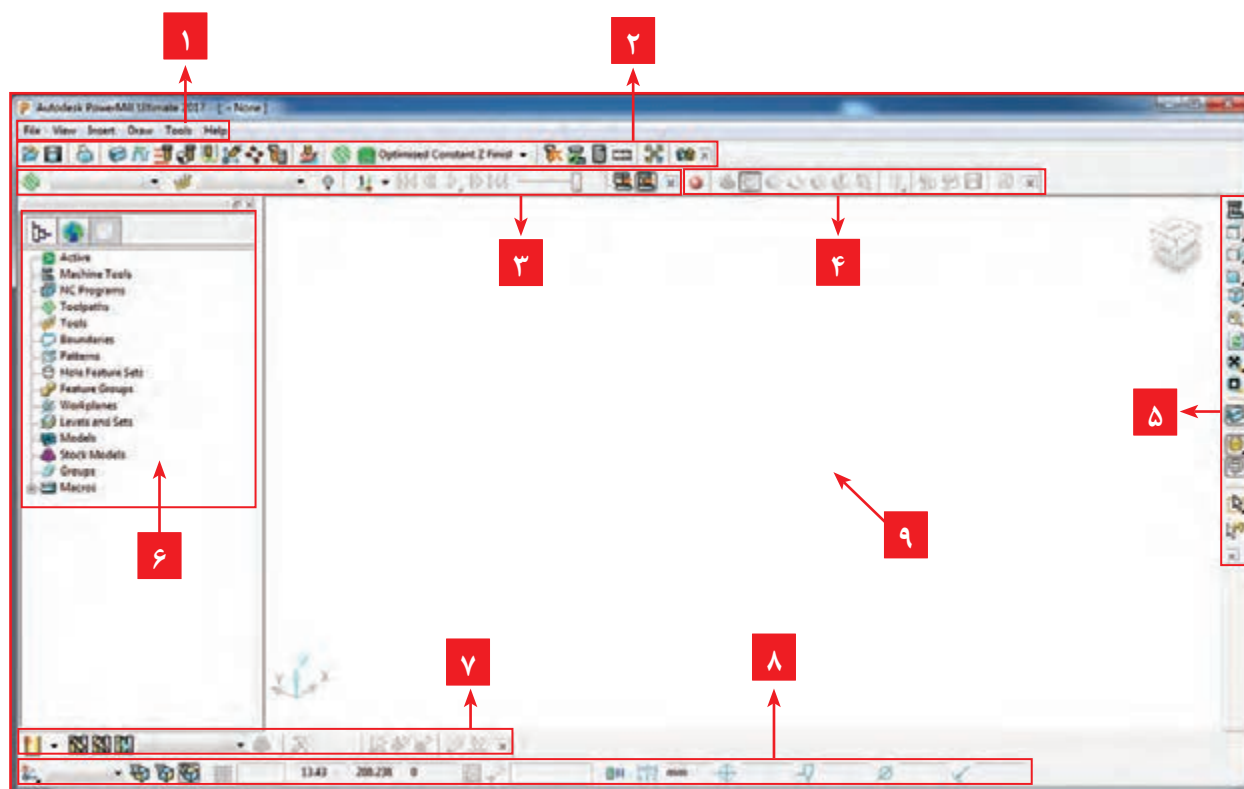 ۱
۲
Autodesk PowerMill Ultimate 2017 [ - None ]
File View Insert Draw Tools Help
Optimised Constant Z Finish
۳
۴
Active
Machine Tools
NC Programs
Toolpaths
Tools
Boundaries
Patterns
Hole Feature Sets
Feature Groups
Workplanes
Levels and Sets
Models
Stock Models
Groups
Macros
۵
۹
۶
۷
۸
13.43 208.238 0 mm